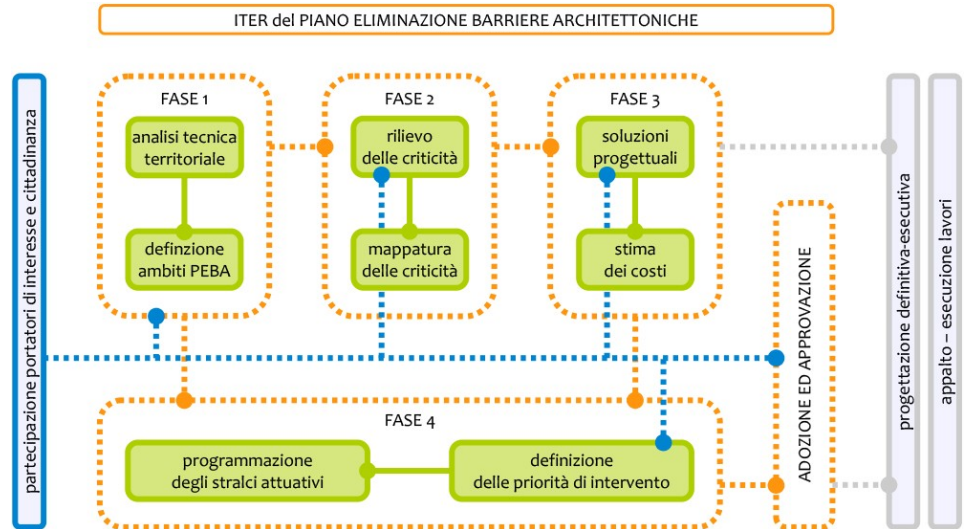 ITER del PIANO ELIMINAZIONE BARRIERE ARCHITETTONICHE
partecipazione portatori di interesse e cittadinanza
FASE 1
analisi tecnica
territoriale
definzione
ambiti PEBA
FASE 2
rilievo
delle criticità
mappatura
delle criticità
FASE 3
soluzioni
progettuali
stima
dei costi
FASE 4
programmazione
degli stralci attuativi
definizione
delle priorità di intervento
ADOZIONE ED APPROVAZIONE
progettazione definitiva-esecutiva
appalto – esecuzione lavori